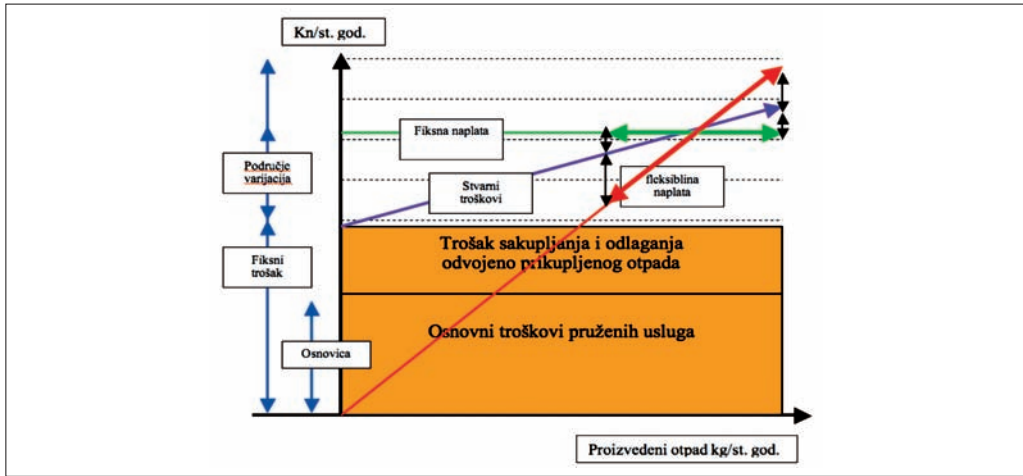 Kn/st. god.
Fiksna naplata
Područje
varijacija
Stvarni
troškovi
fleksiblina
naplata
Trošak sakupljanja i odlaganja
odvojeno prikupljenog otpada
Fiksni
trošak
Osnovni troškovi pruženih usluga
Osnovica
Proizvedeni otpad kg/st. god.